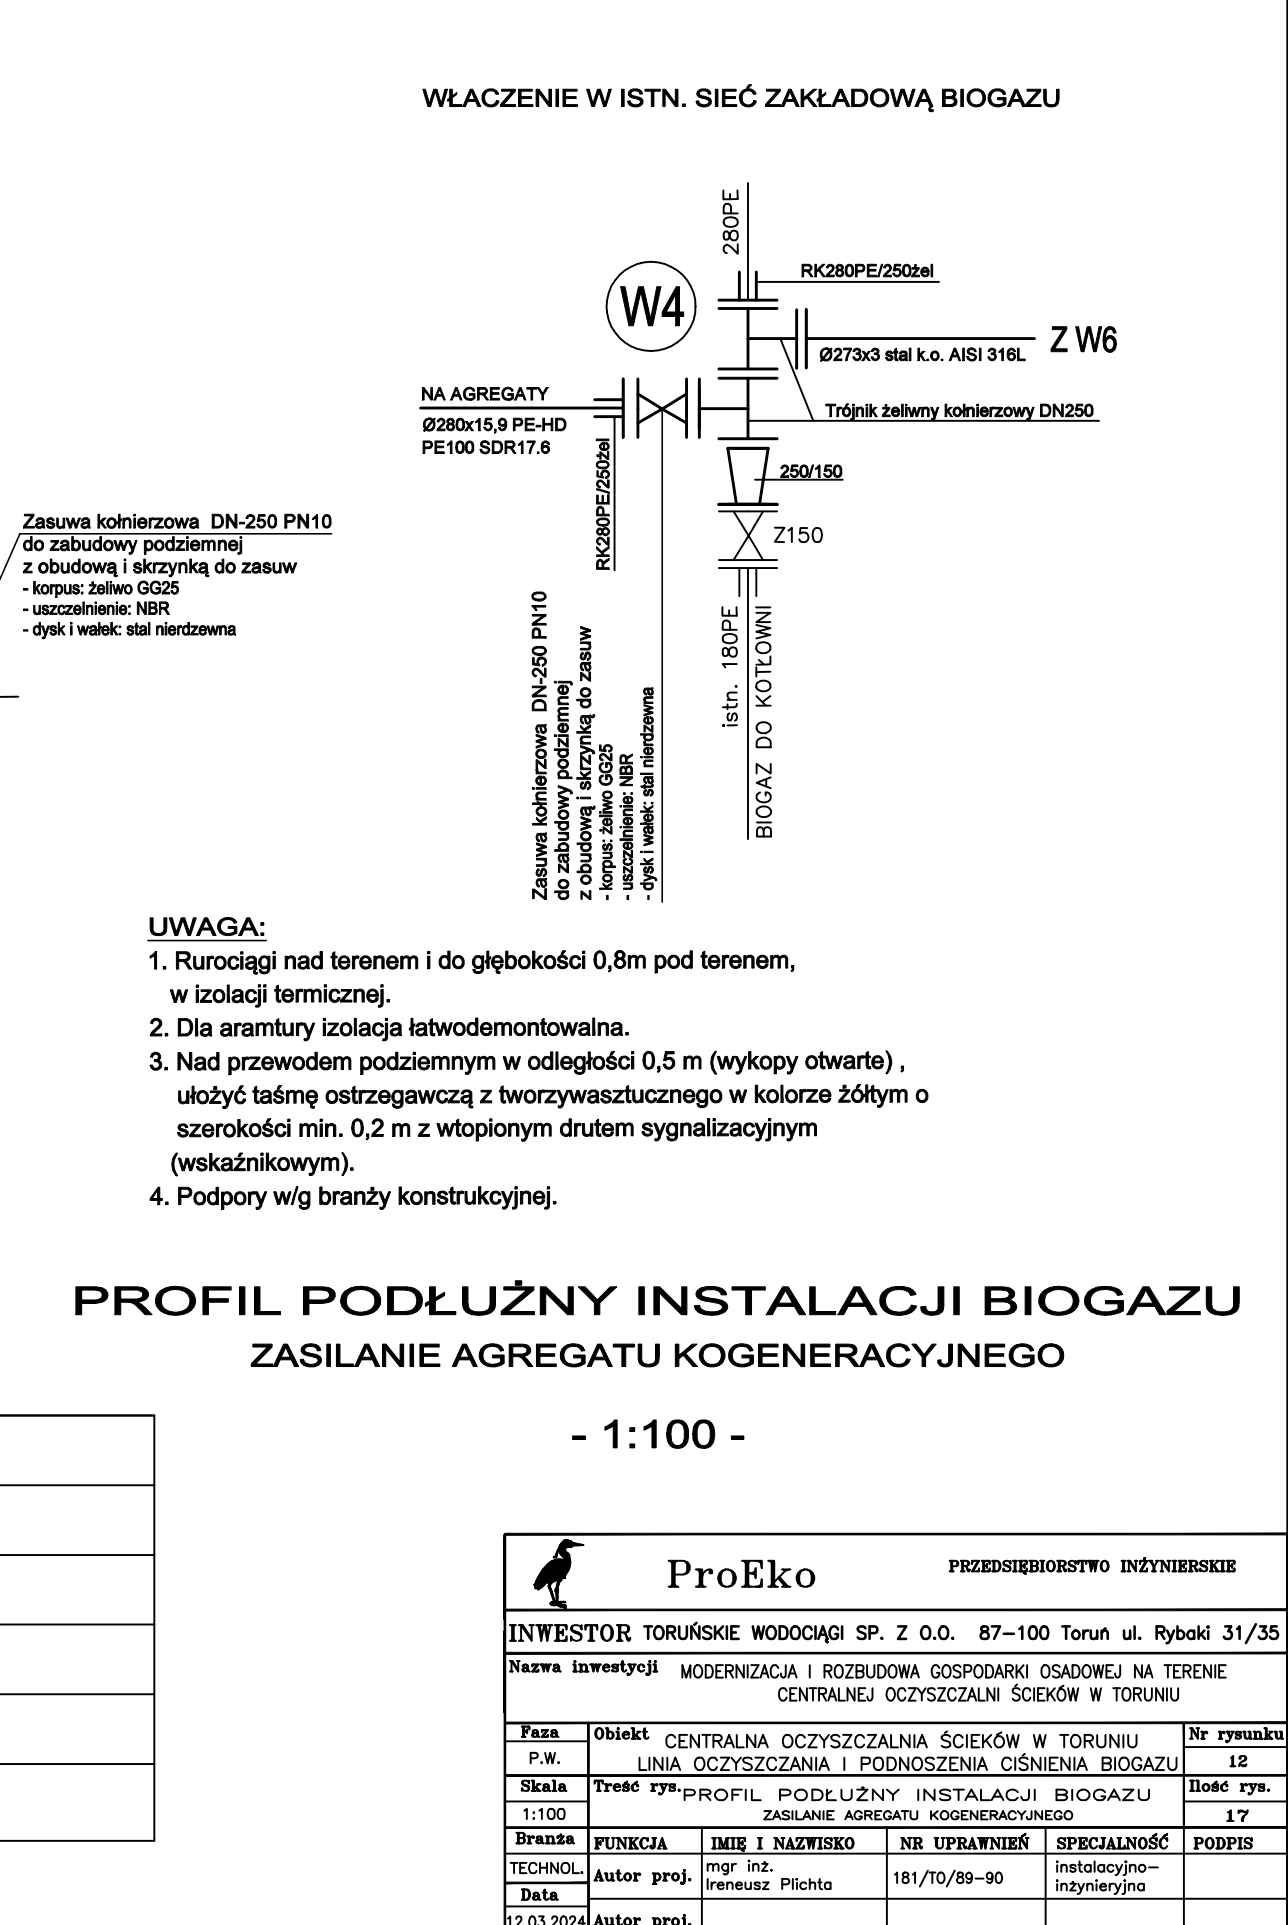 WŁACZENIE W ISTN. SIEĆ ZAKŁADOWĄ BIOGAZU
280PE
RK280PE/250żel
W4
Z W6
Ø273x3 stal k.o. AISI 316L
NA AGREGATY
Ø280x15,9 PE-HD
PE100 SDR17.6
Trójnik żeliwny kołnierzowy DN250
RK280PE/250żel
250/150
Z150
Zasuwa kołnierzowa DN-250 PN10
do zabudowy podziemnej
z obudową i skrzynką do zasuw
- korpus: żeliwo GG25
- uszczelnienie: NBR
- dysk i wałek: stal nierdzewna
Zasuwa kołnierzowa DN-250 PN10
do zabudowy podziemnej
z obudową i skrzynką do zasuw
- korpus: żeliwo GG25
- uszczelnienie: NBR
- dysk i wałek: stal nierdzewna
istn. 180PE
BIOGAZ DO KOTŁOWNI
UWAGA:
1. Rurociągi nad terenem i do głębokości 0,8m pod terenem,
w izolacji termicznej.
2. Dla aramtury izolacja łatwodemontowalna.
3. Nad przewodem podziemnym w odległości 0,5 m (wykopy otwarte) ,
ułożyć taśmę ostrzegawczą z tworzywasztucznego w kolorze żółtym o
szerokości min. 0,2 m z wtopionym drutem sygnalizacyjnym
(wskaźnikowym).
4. Podpory w/g branży konstrukcyjnej.
PROFIL PODŁUŻNY INSTALACJI BIOGAZU
ZASILANIE AGREGATU KOGENERACYJNEGO
- 1:100 -
ProEko PRZEDSIĘBIORSTWO INŻYNIERSKIE
INWESTOR TORUŃSKIE WODOCIĄGI SP. Z O.O. 87-100 Toruń ul. Rybaki 31/35
Nazwa inwestycji MODERNIZACJA I ROZBUDOWA GOSPODARKI OSADOWEJ NA TERENIE
CENTRALNEJ OCZYSZCZALNI ŚCIEKÓW W TORUNIU
Faza Obiekt CENTRALNA OCZYSZCZALNIA ŚCIEKÓW W TORUNIU Nr rysunku
P.W. LINIA OCZYSZCZANIA I PODNOSZENIA CIŚNIENIA BIOGAZU 12
Skala Treść rys. PROFIL PODŁUŻNY INSTALACJI BIOGAZU Ilość rys.
1:100 ZASILANIE AGREGATU KOGENERACYJNEGO 17
Branża FUNKCJA IMIĘ I NAZWISKO NR UPRAWNIEŃ SPECJALNOŚĆ PODPIS
TECHNOL. Autor proj. mgr inż. 181/TO/89-90 instalacyjno-
Ireneusz Plichta inżynieryjna
Data
12.03.2024 Autor proj.